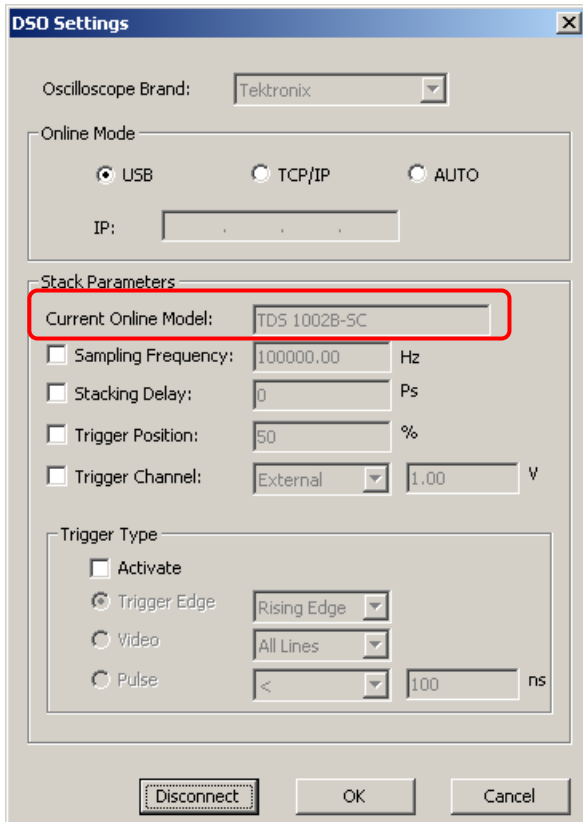 DSO Settings
Oscilloscope Brand: Tektronix
Online Mode
USB TCP/IP AUTO
IP: . . .
Stack Parameters
Current Online Model: TDS 1002B-SC
Sampling Frequency: 100000.00 Hz
Stacking Delay: 0 Ps
Trigger Position: 50 %
Trigger Channel: External 1.00 V
Trigger Type
Activate
Trigger Edge Rising Edge
Video All Lines
Pulse < 100 ns
Disconnect OK Cancel